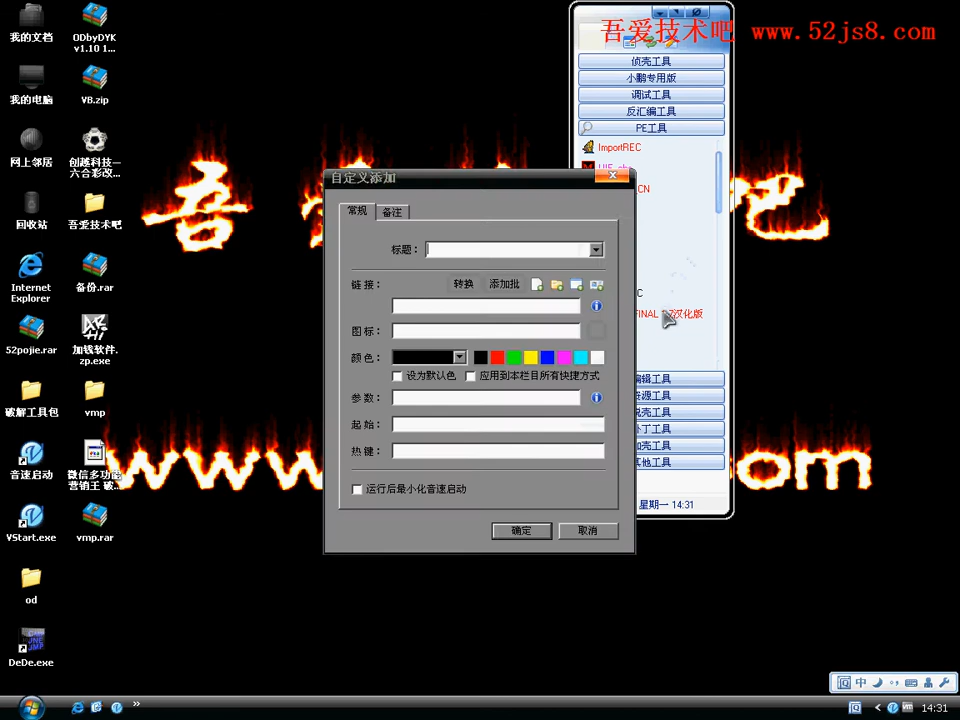 我的文档
ODbyDYK
v1.10 1...
我的电脑
VB.zip
网上邻居
创越科技—
六合彩改...
回收站
吾爱技术吧
Internet
Explorer
备份.rar
52pojie.rar
加钱软件.
zp.exe
破解工具包
vmp
音速启动
微信多功能
营销王 破...
VStart.exe
vmp.rar
od
DeDe.exe
吾爱技术吧 www.52js8.com
侦壳工具
小鹏专用版
调试工具
反汇编工具
PE工具
ImportREC
CN
C
FINAL 1.7汉化版
编辑工具
资源工具
脱壳工具
补丁工具
加壳工具
其他工具
星期一 14:31
自定义添加
常规
备注
标题：
链接：
转换
添加批
图标：
颜色：
设为默认色
应用到本栏目所有快捷方式
参数：
起始：
热键：
运行后最小化音速启动
确定
取消
吾
吧
www
om
中
14:31